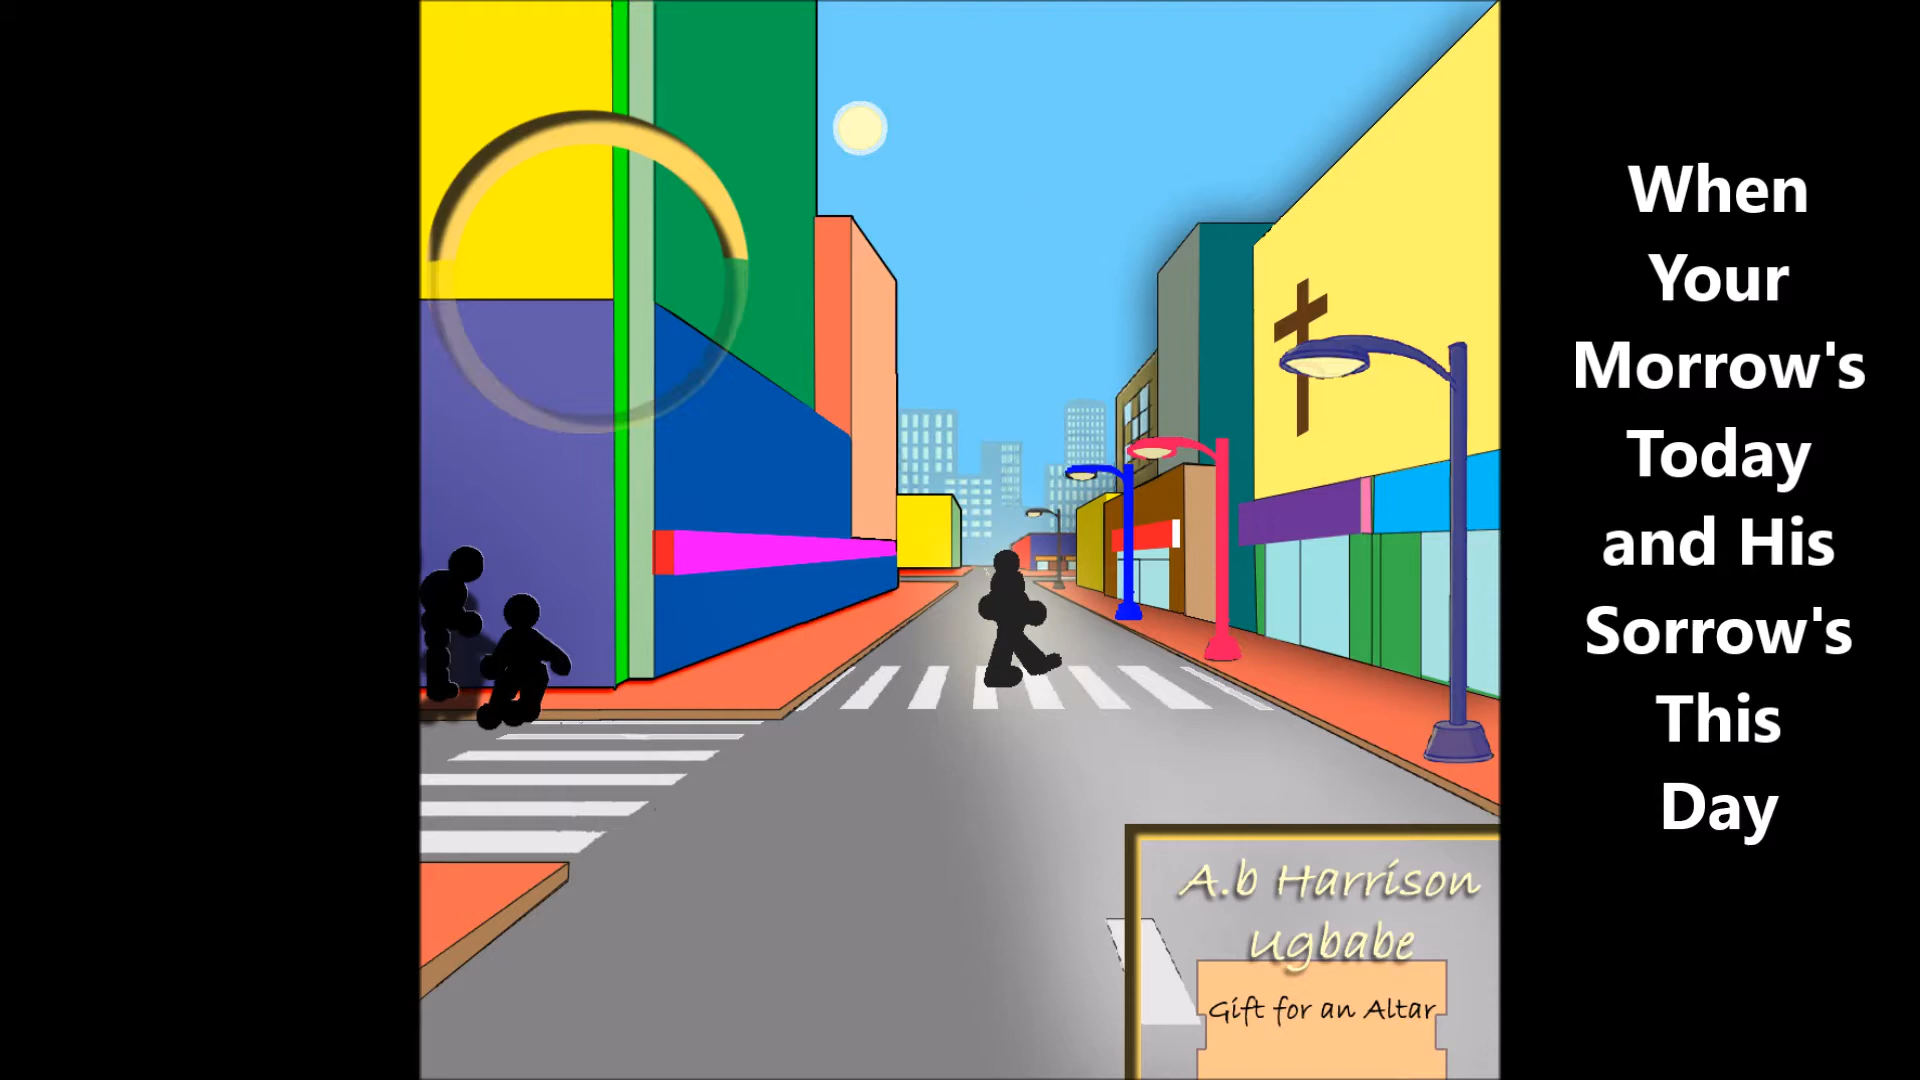 When
Your
Morrow's
Today
and His
Sorrow's
This
Day
A.b Harrison
Ugbabe
Gift for an Altar